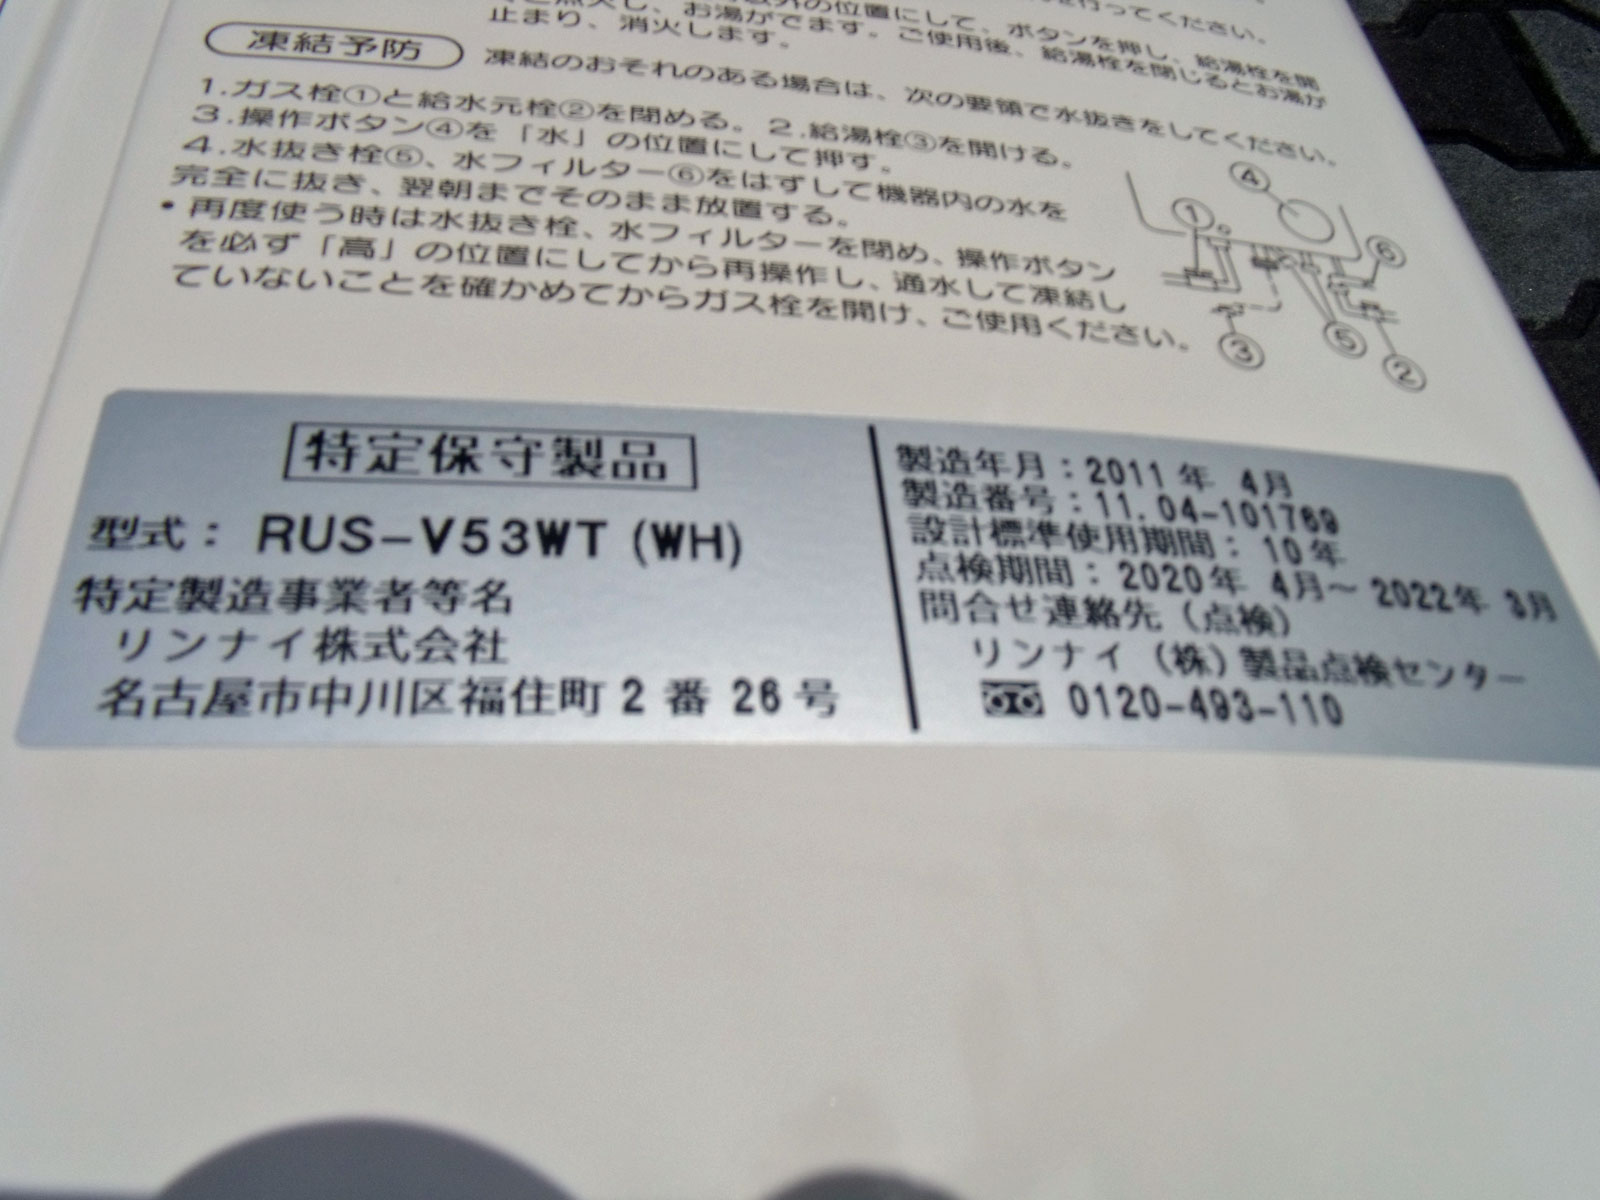 止まり、消火します。
凍結予防
凍結のおそれのある場合は、次の要領で水抜きをしてください。
1.ガス栓①と給水元栓②を閉める。2.給湯栓③を開ける。
3.操作ボタン④を「水」の位置にして押す。
4.水抜き栓⑤、水フィルター⑥をはずして機器内の水を
完全に抜き、翌朝までそのまま放置する。
•再度使う時は水抜き栓、水フィルターを閉め、操作ボタン
を必ず「高」の位置にしてから再操作し、通水して凍結し
ていないことを確かめてからガス栓を開け、ご使用ください。
④
①
⑥
③
⑤
②
特定保守製品
型式：RUS-V53WT (WH)
特定製造事業者等名
リンナイ株式会社
名古屋市中川区福住町2番26号
製造年月：2011年 4月
製造番号：11.04-101769
設計標準使用期間：10年
点検期間：2020年 4月～2022年 3月
問合せ連絡先（点検）
リンナイ（株）製品点検センター
0120-493-110